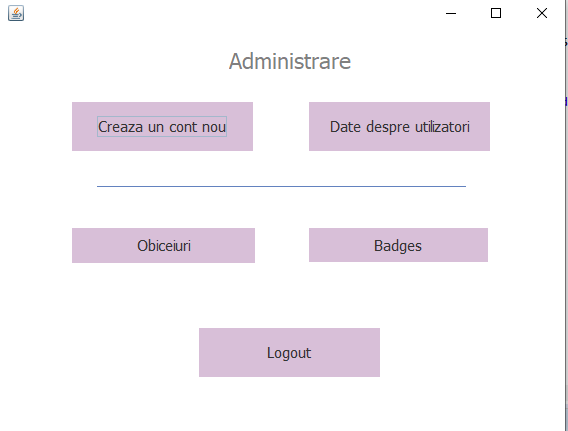 Administrare
Creaza un cont nou
Date despre utilizatori
Obiceiuri
Badges
Logout